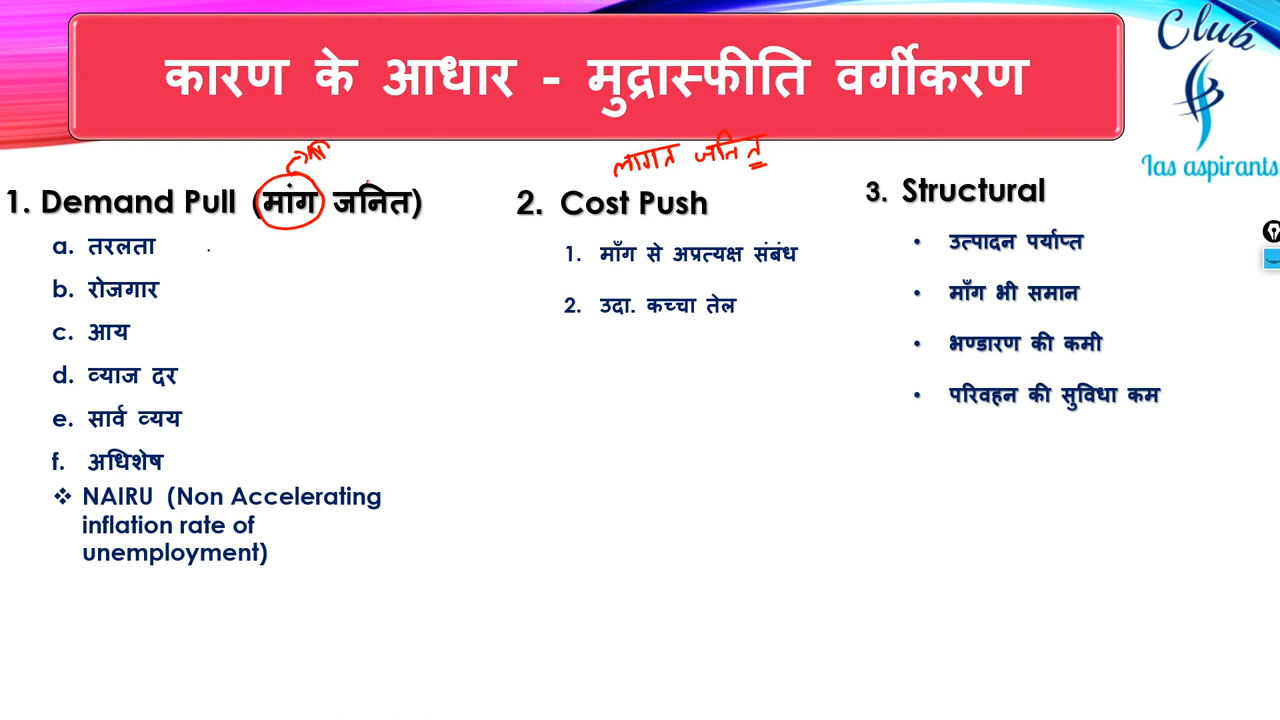 कारण के आधार - मुद्रास्फीति वर्गीकरण
Club
Ias aspirants
1. Demand Pull (मांग जनित)
a. तरलता
b. रोजगार
c. आय
d. व्याज दर
e. सार्व व्यय
f. अधिशेष
❖ NAIRU (Non Accelerating
inflation rate of
unemployment)
लागत जनित
2. Cost Push
1. माँग से अप्रत्यक्ष संबंध
2. उदा. कच्चा तेल
3. Structural
• उत्पादन पर्याप्त
• माँग भी समान
• भण्डारण की कमी
• परिवहन की सुविधा कम